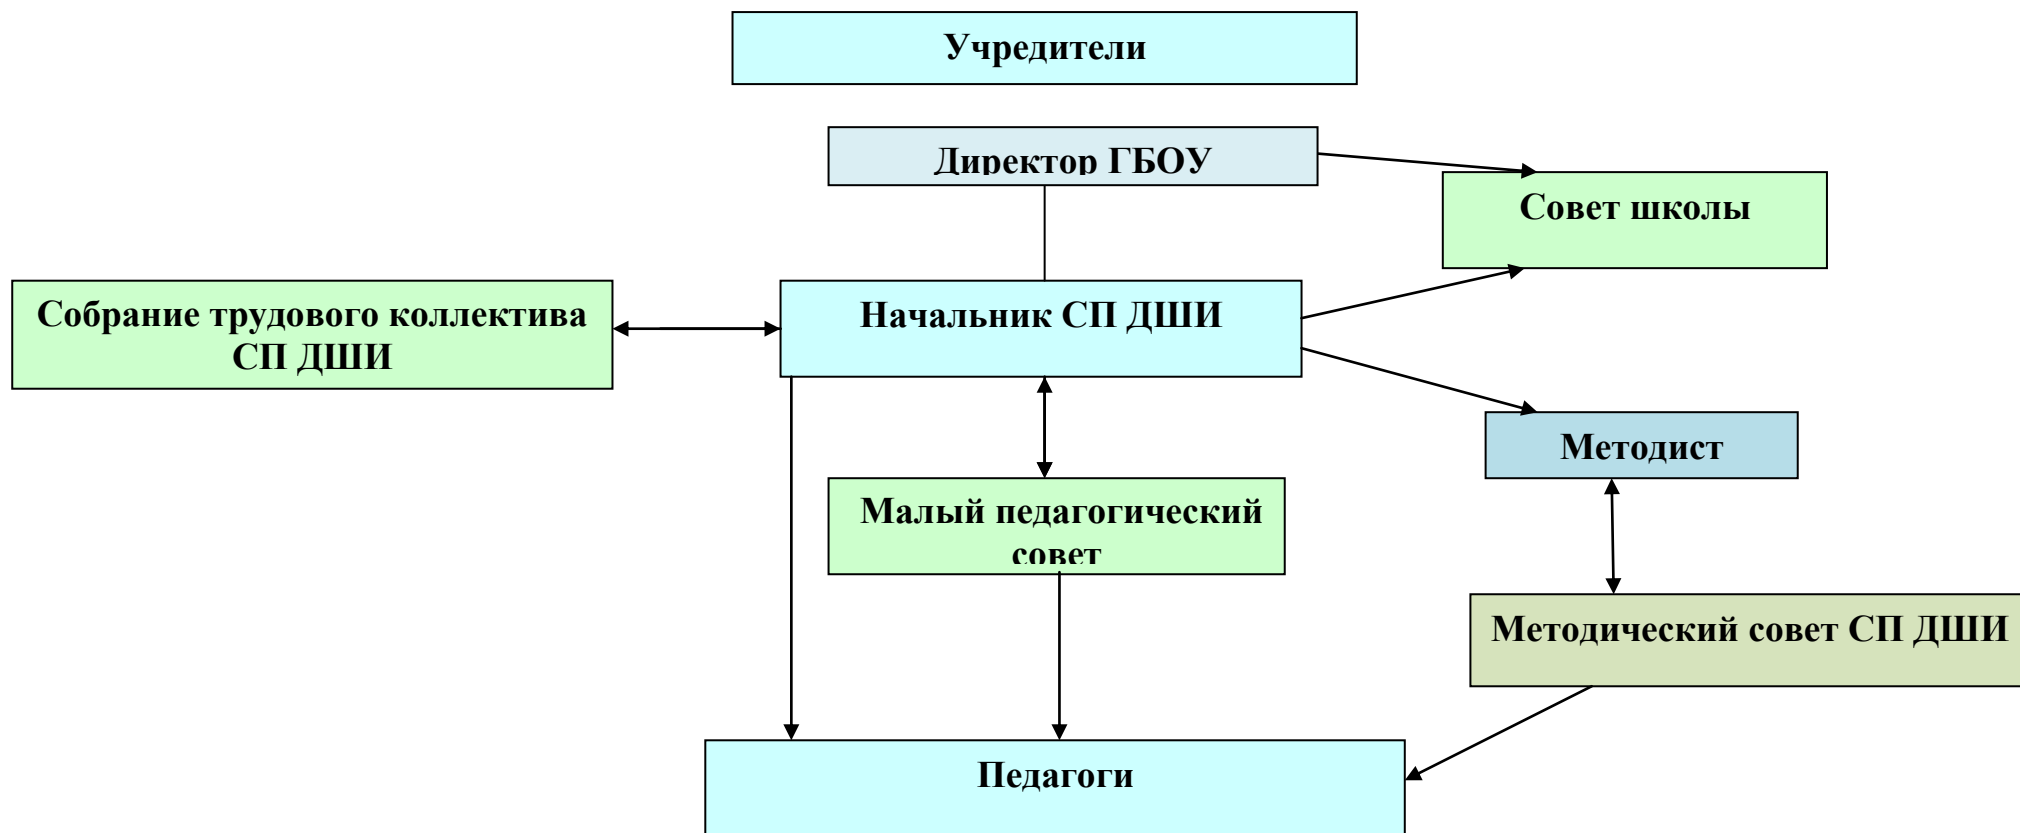 Учредители
Директор ГБОУ
Совет школы
Собрание трудового коллектива
СП ДШИ
Начальник СП ДШИ
Методист
Малый педагогический
совет
Методический совет СП ДШИ
Педагоги